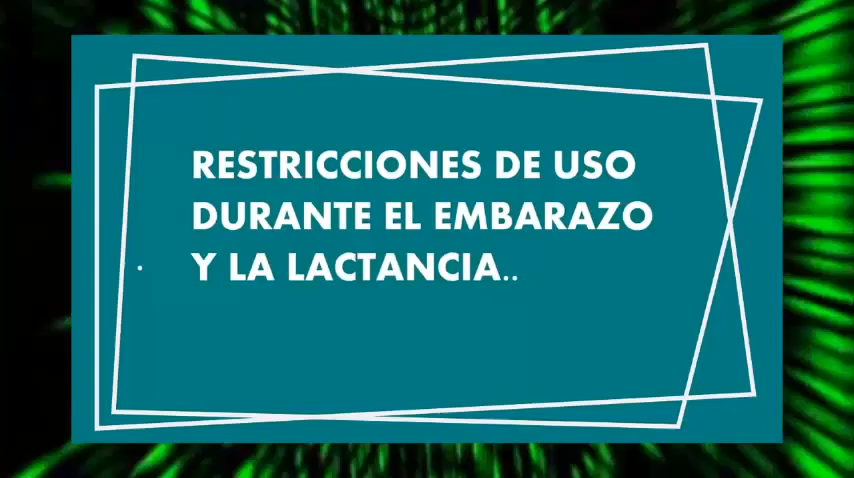 RESTRICCIONES DE USO
DURANTE EL EMBARAZO
Y LA LACTANCIA..